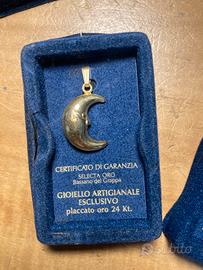 CERTIFICATO DI GARANZIA
SELECTA ORO
Bassano del Grappa
GIOIELLO ARTIGIANALE
ESCLUSIVO
placcato oro 24 Kt.
subito